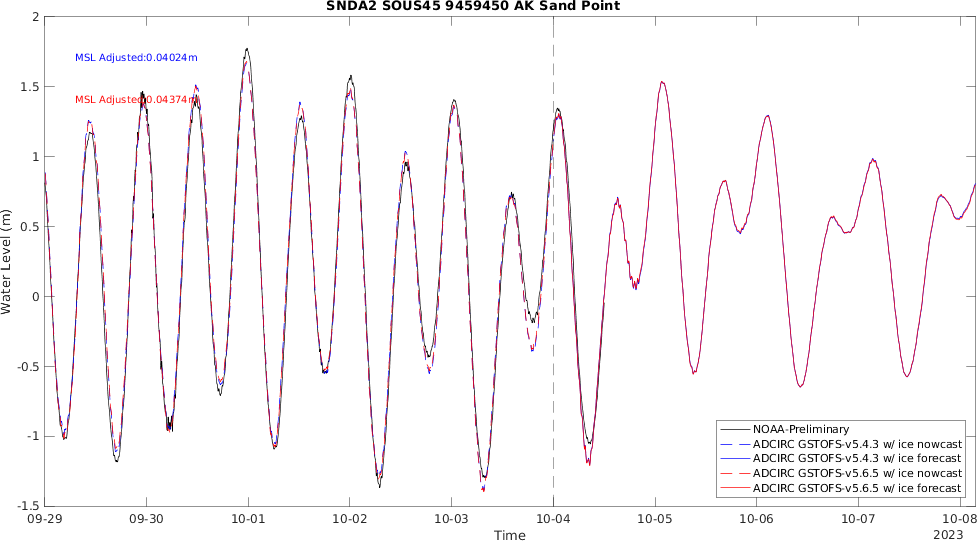 SNDA2 SOUS45 9459450 AK Sand Point
2
1.5
1
0.5
0
-0.5
-1
-1.5
Water Level (m)
MSL Adjusted:0.04024m
MSL Adjusted:0.04374m
NOAA-Preliminary
ADCIRC GSTOFS-v5.4.3 w/ ice nowcast
ADCIRC GSTOFS-v5.4.3 w/ ice forecast
ADCIRC GSTOFS-v5.6.5 w/ ice nowcast
ADCIRC GSTOFS-v5.6.5 w/ ice forecast
09-29 09-30 10-01 10-02 10-03 10-04 10-05 10-06 10-07 10-08
Time
2023